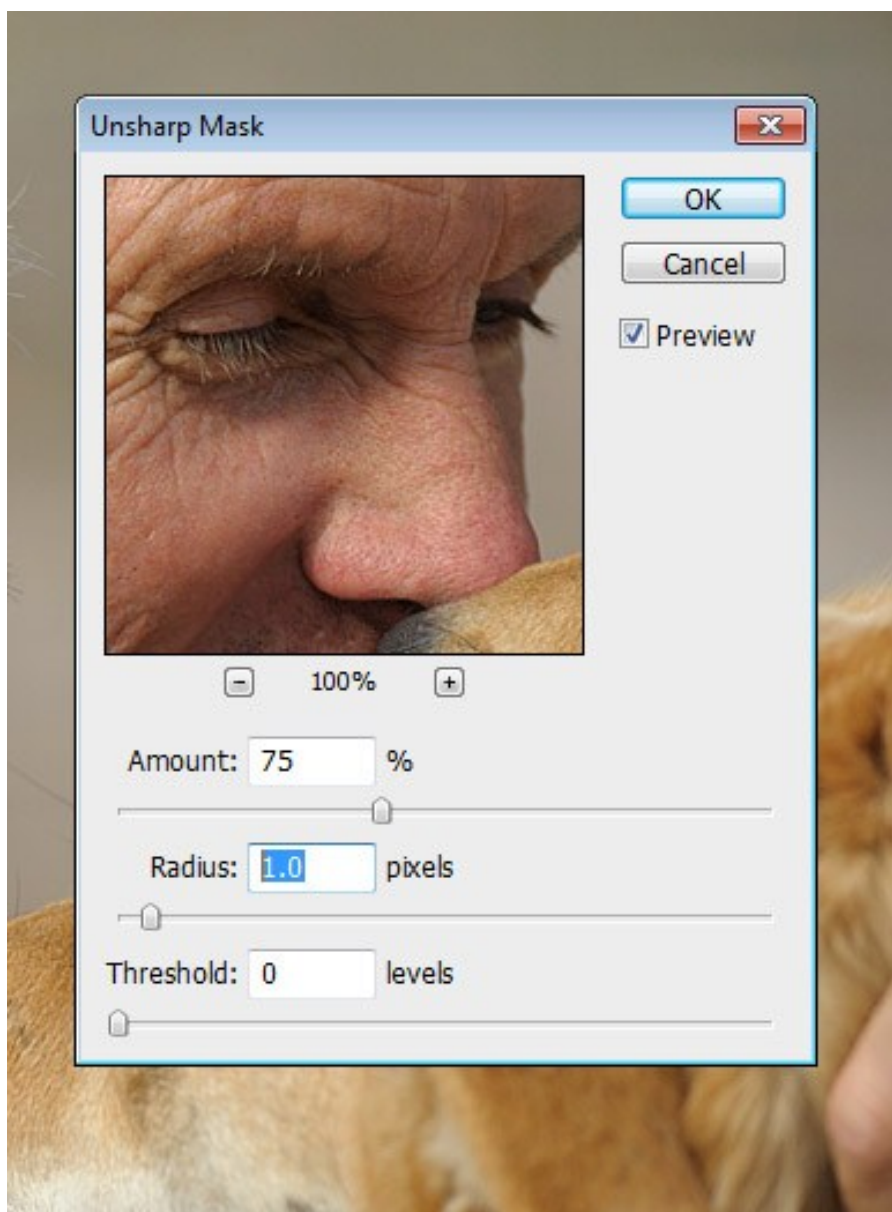 Unsharp Mask
OK
Cancel
Preview
100%
Amount: 75 %
Radius: 1.0 pixels
Threshold: 0 levels